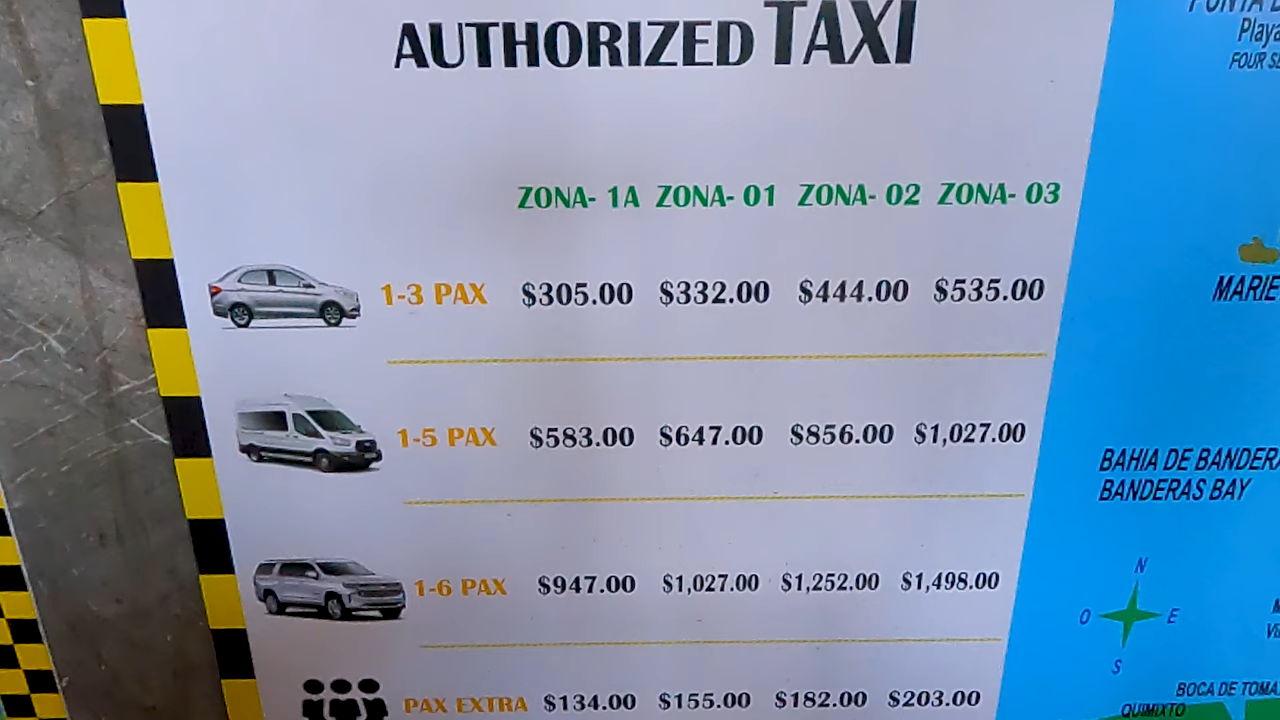 AUTHORIZED TAXI
ZONA- 1A ZONA- 01 ZONA- 02 ZONA- 03
1-3 PAX $305.00 $332.00 $444.00 $535.00
1-5 PAX $583.00 $647.00 $856.00 $1,027.00
1-6 PAX $947.00 $1,027.00 $1,252.00 $1,498.00
PAX EXTRA $134.00 $155.00 $182.00 $203.00
PUNTA
Playa
FOUR
MARIE
BAHIA DE BANDER
BANDERAS BAY
N
O E
S
BOCA DE TOMA
QUIMIXTO